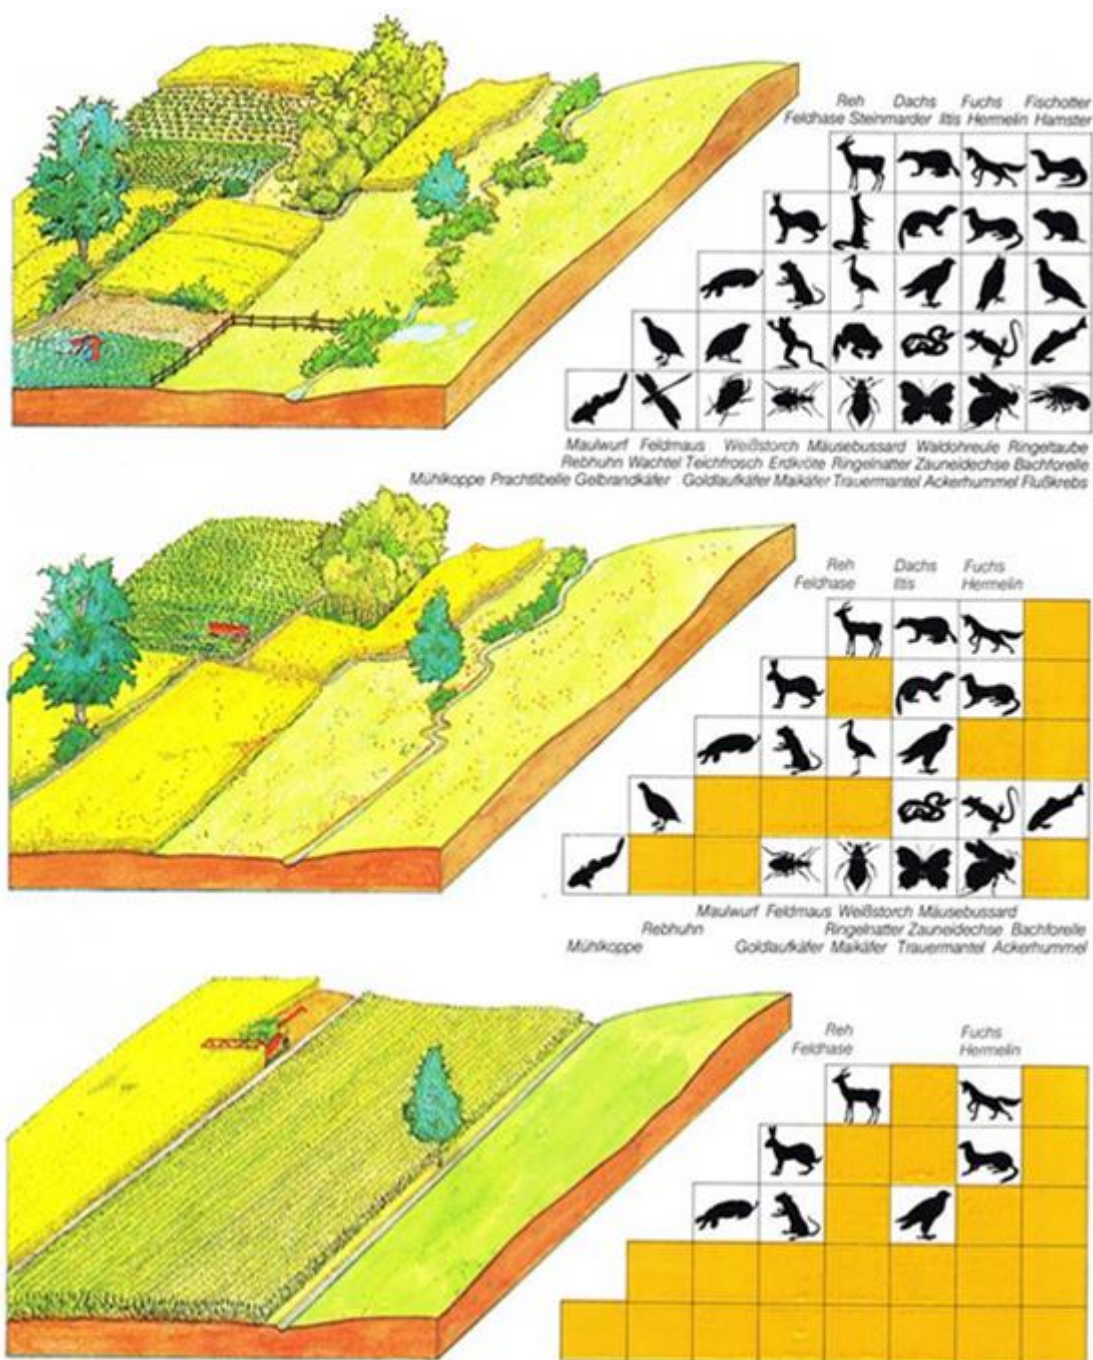 Reh Dachs Fuchs Fischotter
Feldhase Steinmarder Iltis Hermelin Hamster
Maulwurf Feldmaus Weißstorch Mäusebussard Waldohreule Ringeltaube
Rebhuhn Wachtel Teichfrosch Erdkröte Ringelnatter Zauneidechse Bachforelle
Mühlkoppe Prachtlibelle Gelbrandkäfer Goldlaufkäfer Maikäfer Trauermantel Ackerhummel Flußkrebs
Reh Dachs Fuchs
Feldhase Iltis Hermelin
Maulwurf Feldmaus Weißstorch Mäusebussard
Rebhuhn Ringelnatter Zauneidechse Bachforelle
Mühlkoppe Goldlaufkäfer Maikäfer Trauermantel Ackerhummel
Reh Fuchs
Feldhase Hermelin